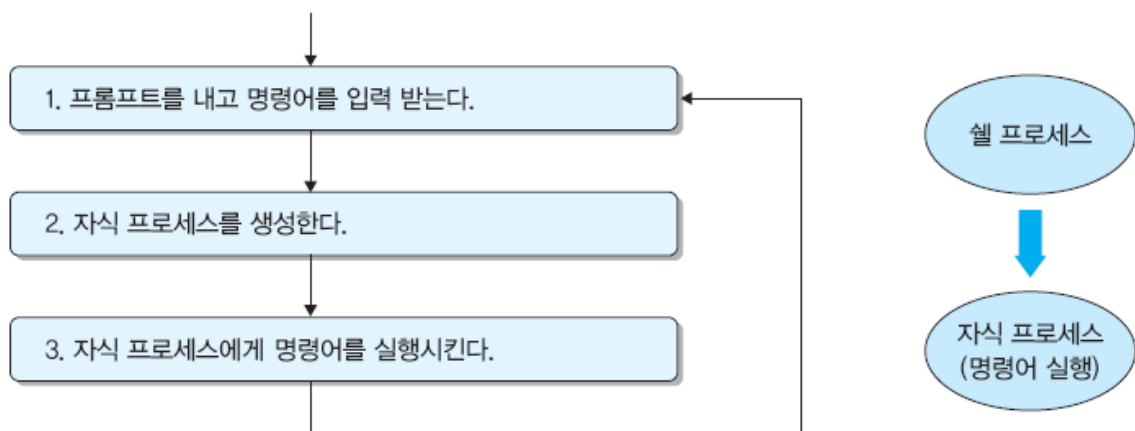 1. 프롬프트를 내고 명령어를 입력 받는다.
2. 자식 프로세스를 생성한다.
3. 자식 프로세스에게 명령어를 실행시킨다.
쉘 프로세스
자식 프로세스
(명령어 실행)